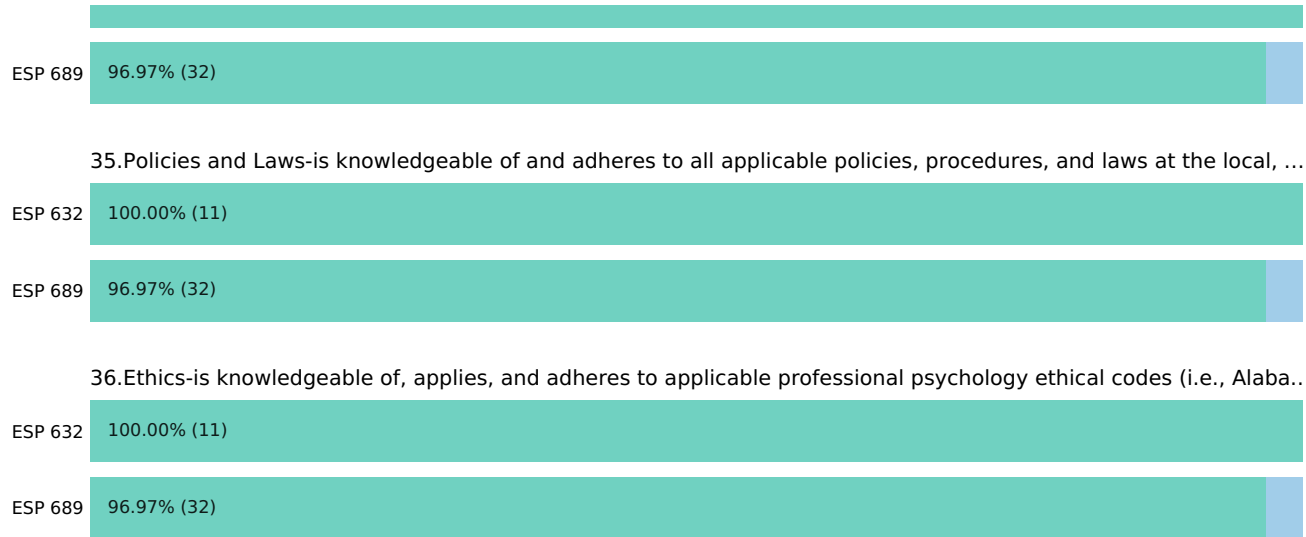 ESP 689 96.97% (32)
35.Policies and Laws-is knowledgeable of and adheres to all applicable policies, procedures, and laws at the local, ...
ESP 632 100.00% (11)
ESP 689 96.97% (32)
36.Ethics-is knowledgeable of, applies, and adheres to applicable professional psychology ethical codes (i.e., Alaba...
ESP 632 100.00% (11)
ESP 689 96.97% (32)